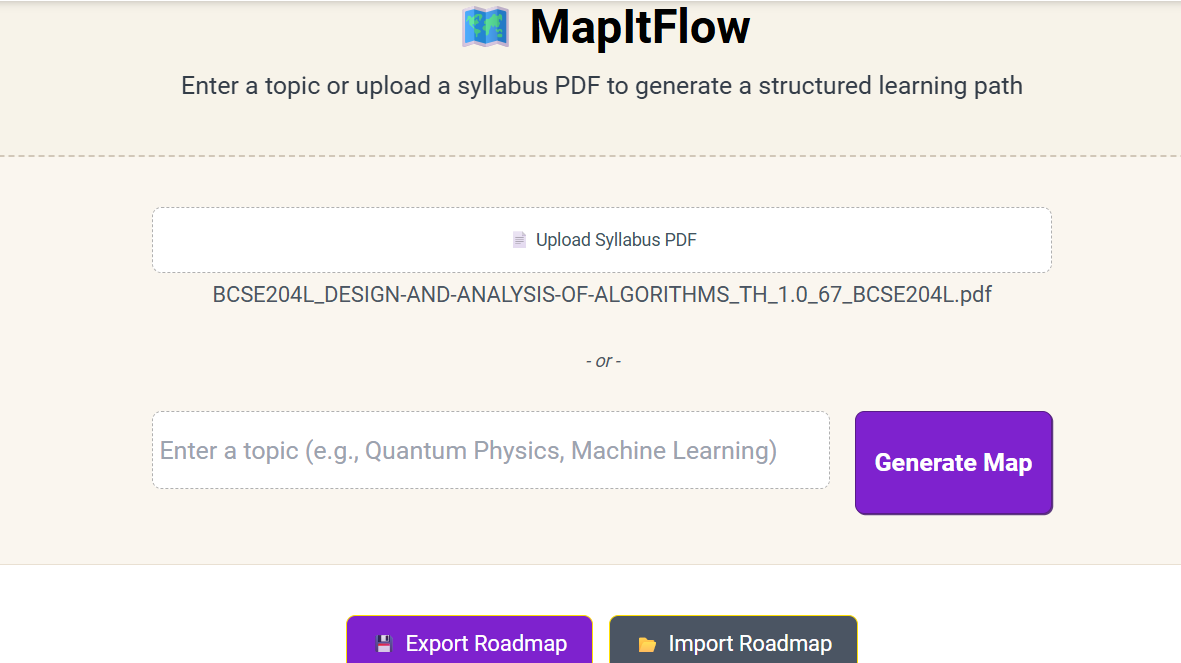 MapItFlow
Enter a topic or upload a syllabus PDF to generate a structured learning path
Upload Syllabus PDF
BCSE204L_DESIGN-AND-ANALYSIS-OF-ALGORITHMS_TH_1.0_67_BCSE204L.pdf
- or -
Enter a topic (e.g., Quantum Physics, Machine Learning)
Generate Map
Export Roadmap
Import Roadmap